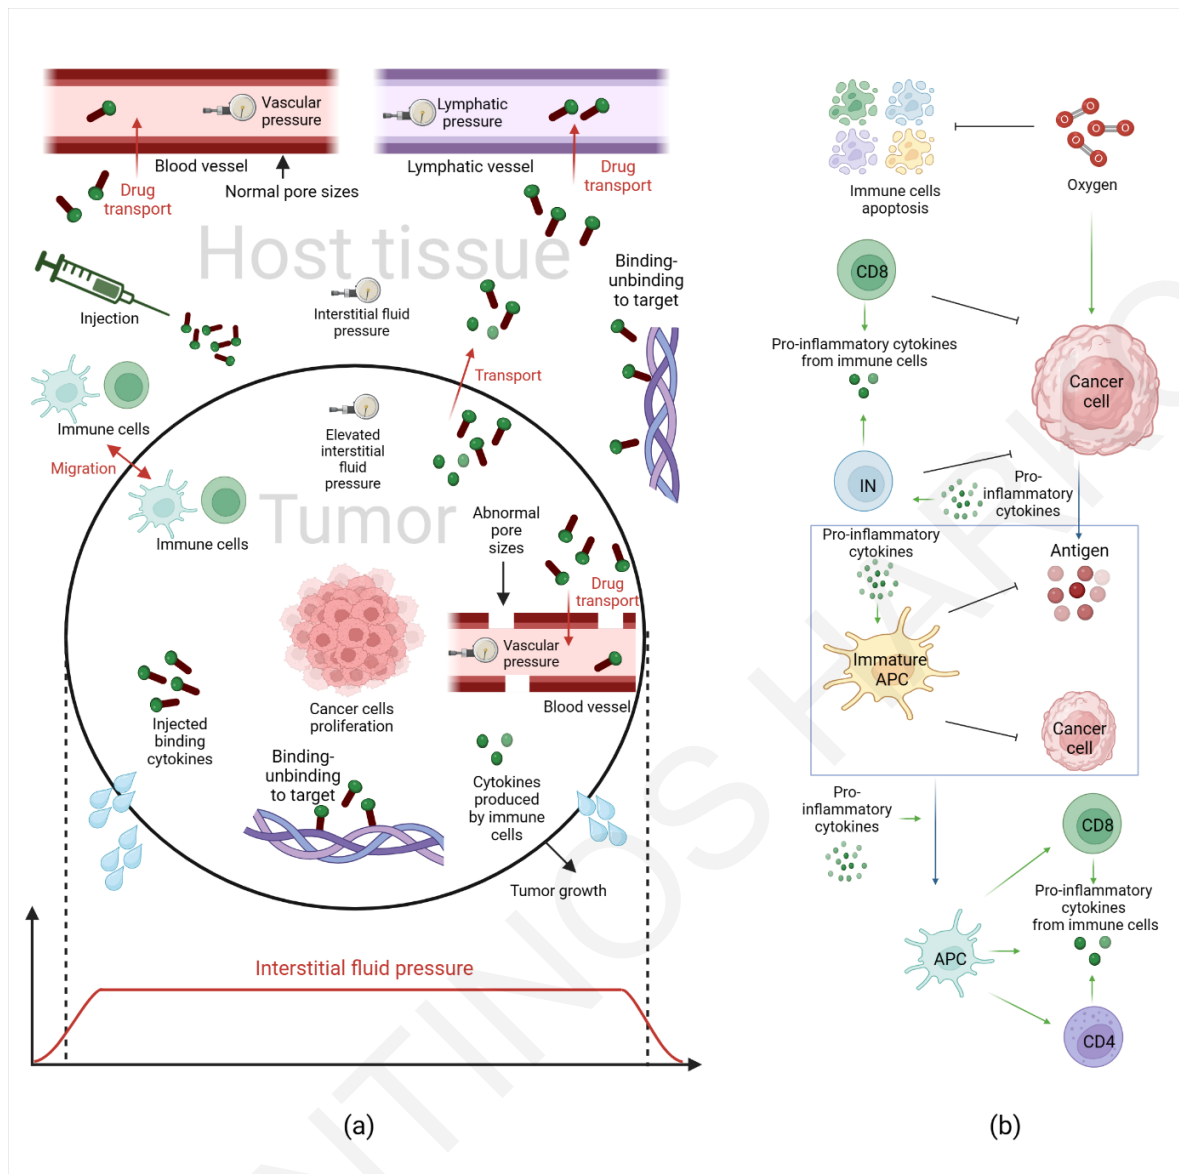 Vascular
pressure
Blood vessel
Drug
transport
Normal pore sizes
Lymphatic
pressure
Lymphatic vessel
Drug
transport
Host tissue
Injection
Interstitial fluid
pressure
Binding-
unbinding
to target
Immune cells
Migration
Immune cells
Elevated
interstitial
fluid
pressure
Transport
Tumor
Abnormal
pore
sizes
Drug
transport
Vascular
pressure
Blood vessel
Cancer cells
proliferation
Injected
binding
cytokines
Binding-
unbinding
to target
Cytokines
produced
by immune
cells
Tumor growth
Interstitial fluid pressure
(a)
Immune cells
apoptosis
O O
O O
O O
Oxygen
CD8
Pro-inflammatory cytokines
from immune cells
Cancer
cell
IN
Pro-
inflammatory
cytokines
Pro-inflammatory
cytokines
Antigen
Immature
APC
Cancer
cell
Pro-
inflammatory
cytokines
CD8
Pro-inflammatory
cytokines
from immune cells
APC
CD4
(b)